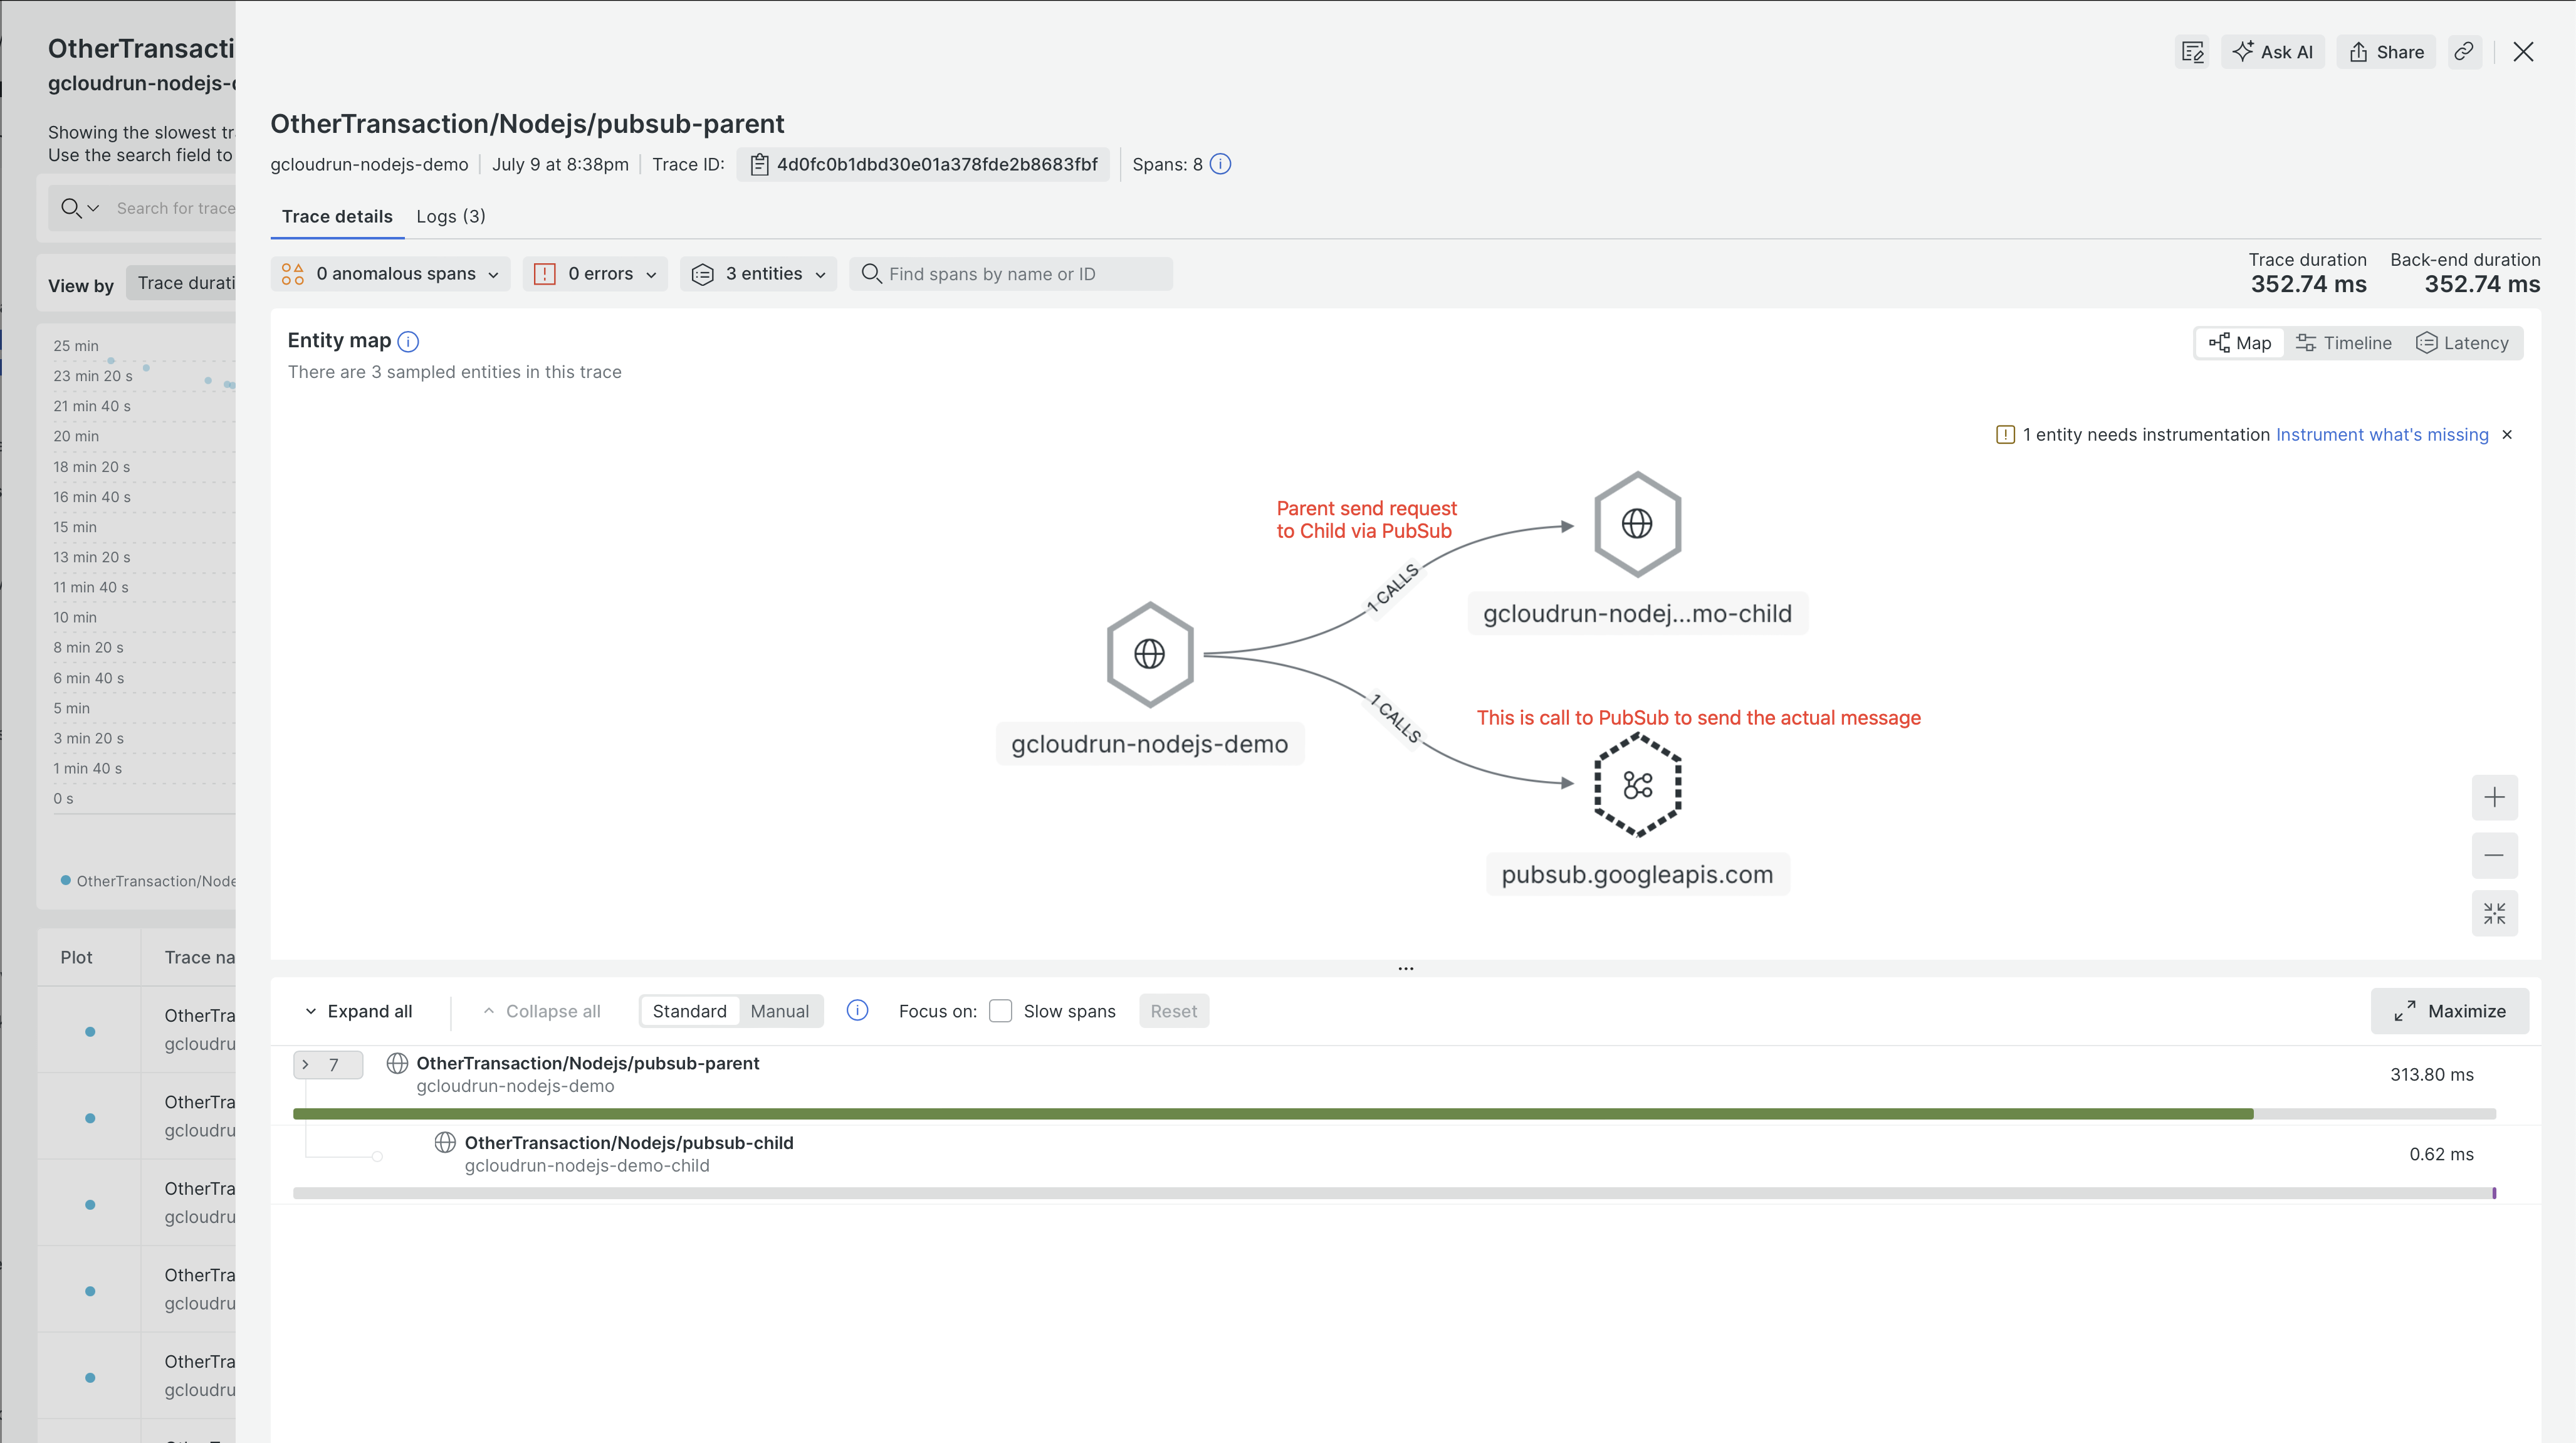 OtherTransacti
gcloudrun-nodejs-
Showing the slowest tr
Use the search field to
Search for trace
View by
Trace durati
25 min
23 min 20 s
21 min 40 s
20 min
18 min 20 s
16 min 40 s
15 min
13 min 20 s
11 min 40 s
10 min
8 min 20 s
6 min 40 s
5 min
3 min 20 s
1 min 40 s
0 s
OtherTransaction/Node
Plot
Trace na
OtherTra
gcloudru
OtherTra
gcloudru
OtherTra
gcloudru
OtherTra
gcloudru
OtherTra
gcloudru
Ask AI
Share
OtherTransaction/Nodejs/pubsub-parent
gcloudrun-nodejs-demo
July 9 at 8:38pm
Trace ID:
4d0fc0b1dbd30e01a378fde2b8683fbf
Spans: 8
Trace details
Logs (3)
0 anomalous spans
0 errors
3 entities
Find spans by name or ID
Trace duration
352.74 ms
Back-end duration
352.74 ms
Entity map
There are 3 sampled entities in this trace
Map
Timeline
Latency
1 entity needs instrumentation Instrument what's missing
Parent send request
to Child via PubSub
1 CALLS
gcloudrun-nodej...mo-child
gcloudrun-nodejs-demo
1 CALLS
This is call to PubSub to send the actual message
pubsub.googleapis.com
Expand all
Collapse all
Standard
Manual
Focus on:
Slow spans
Reset
Maximize
7
OtherTransaction/Nodejs/pubsub-parent
gcloudrun-nodejs-demo
313.80 ms
OtherTransaction/Nodejs/pubsub-child
gcloudrun-nodejs-demo-child
0.62 ms